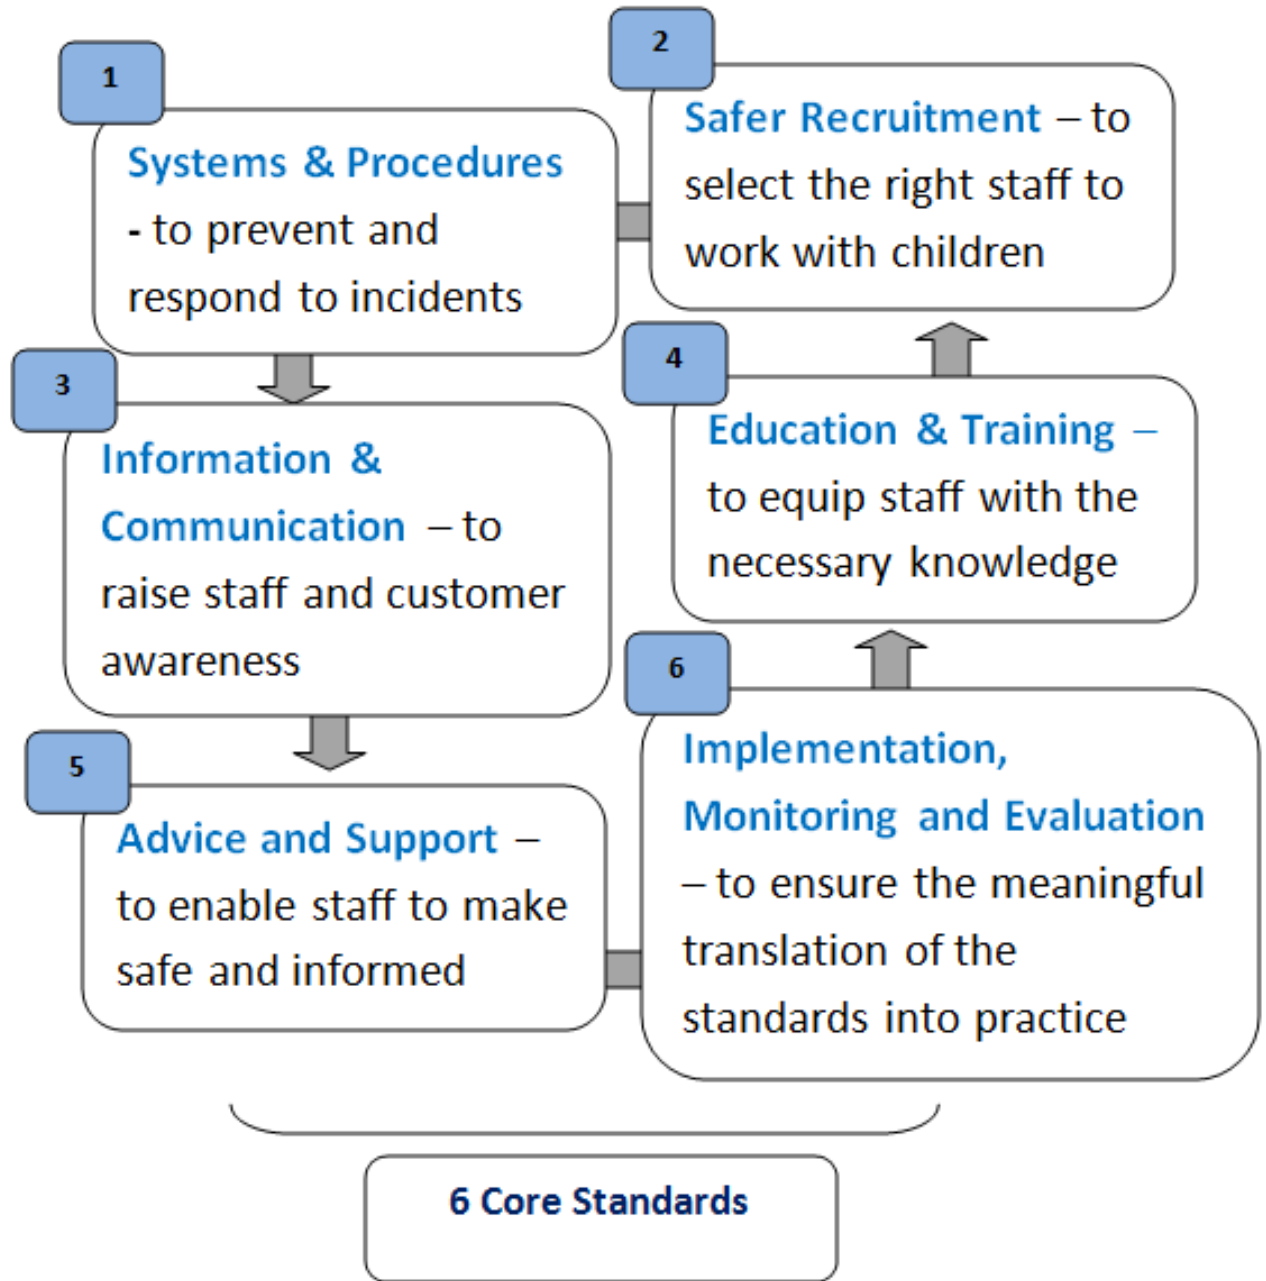 1
Systems & Procedures
- to prevent and
respond to incidents
2
Safer Recruitment – to
select the right staff to
work with children
3
Information &
Communication – to
raise staff and customer
awareness
4
Education & Training –
to equip staff with the
necessary knowledge
5
Advice and Support –
to enable staff to make
safe and informed
6
Implementation,
Monitoring and Evaluation
– to ensure the meaningful
translation of the
standards into practice
6 Core Standards